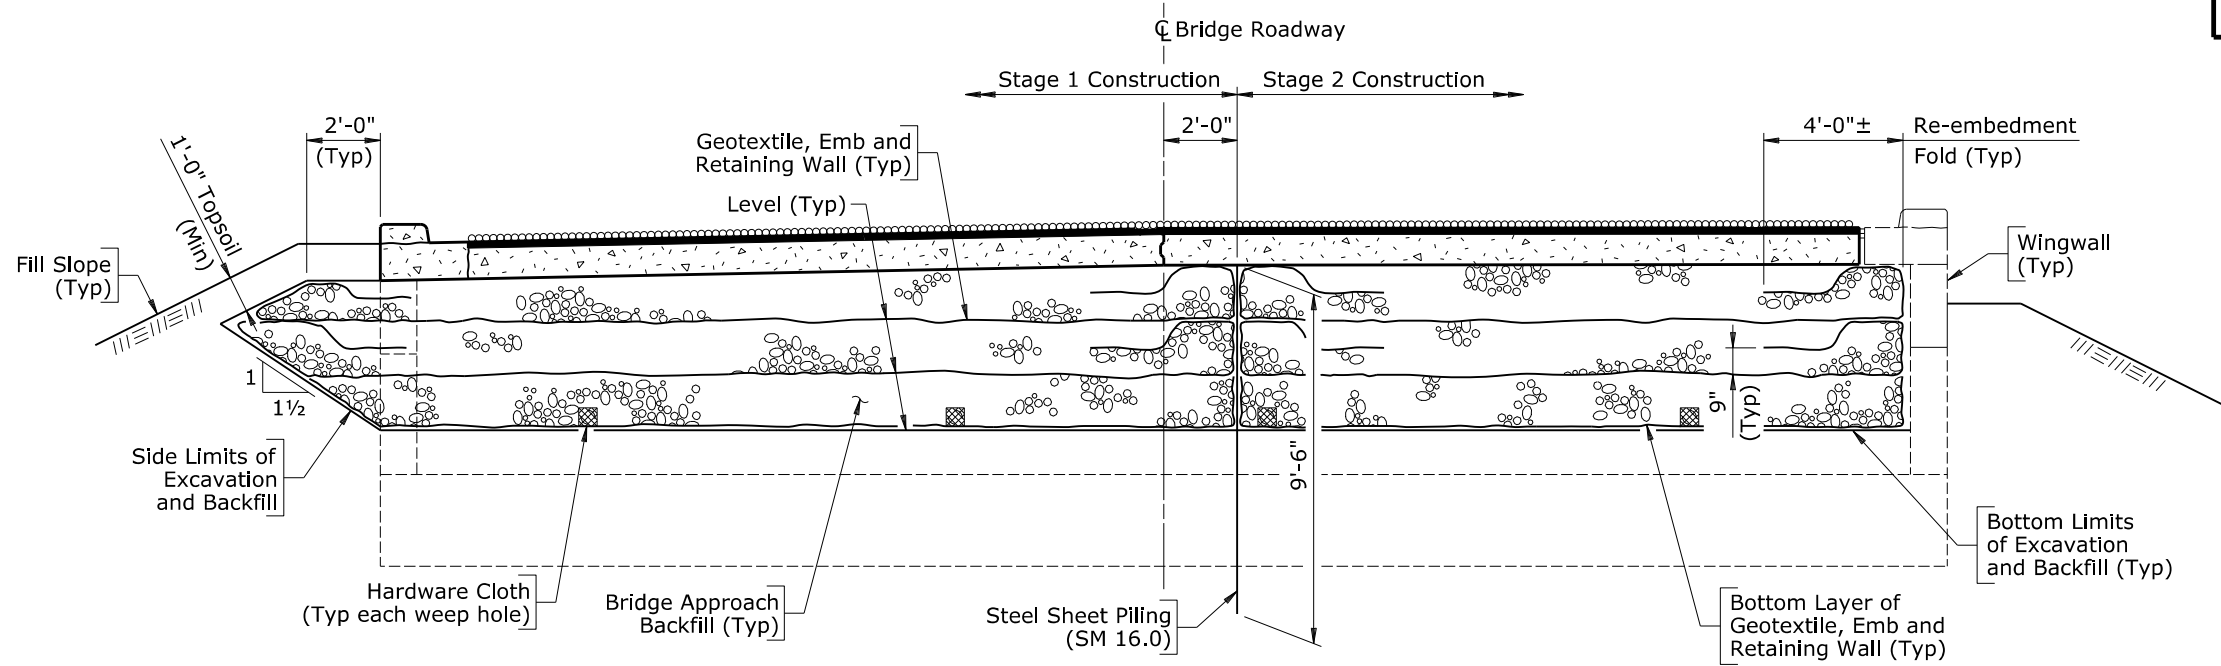 ℄ Bridge Roadway
Stage 1 Construction
Stage 2 Construction
2'-0"
(Typ)
1'-0" Topsoil
(Min)
Geotextile, Emb and
Retaining Wall (Typ)
2'-0"
4'-0"±
Re-embedment
Fold (Typ)
Level (Typ)
Fill Slope
(Typ)
Wingwall
(Typ)
1
1½
9"
(Typ)
9'-6"
Side Limits of
Excavation
and Backfill
Hardware Cloth
(Typ each weep hole)
Bridge Approach
Backfill (Typ)
Steel Sheet Piling
(SM 16.0)
Bottom Layer of
Geotextile, Emb and
Retaining Wall (Typ)
Bottom Limits
of Excavation
and Backfill (Typ)